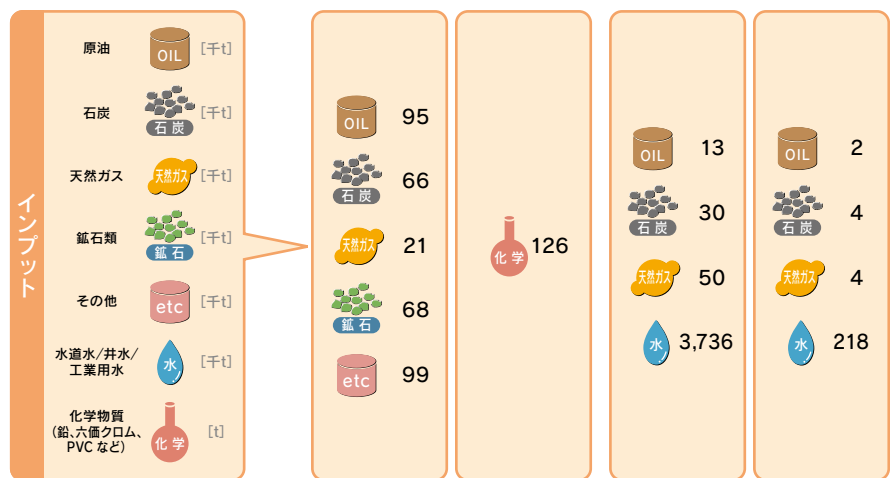 インプット
原油
OIL
[千t]
石炭
石炭
[千t]
天然ガス
天然ガス
[千t]
鉱石類
鉱石
[千t]
その他
etc
[千t]
水道水/井水/
工業用水
水
[千t]
化学物質
(鉛、六価クロム、
PVC など)
化学
[t]
OIL 95
石炭 66
天然ガス 21
鉱石 68
etc 99
化学 126
OIL 13
石炭 30
天然ガス 50
水 3,736
OIL 2
石炭 4
天然ガス 4
水 218